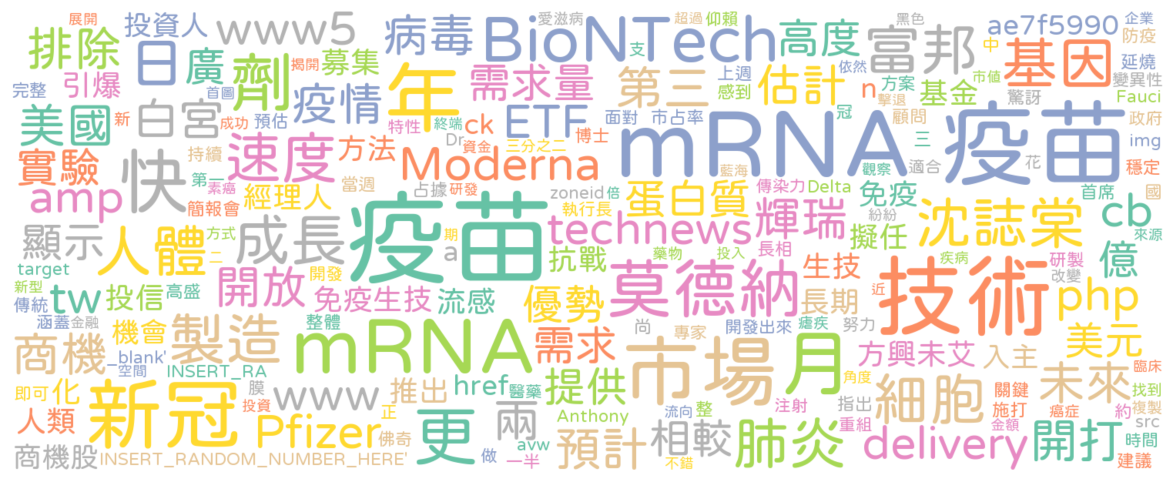 展開 投資人 www5 病毒 愛滋病 BioNTech 超過 仰賴 高度 黑色 富邦 ae7f5990 企業 防疫
排除 日 廣 劑 揭開 募集 年 需求量 支 第三 上週 感到 依然 估計 中 方案 市值 n 基金 基因 延燒 變異性
引爆 完整 首圖 疫情 特性 終端 ETF 面對 市占率 冠 擊退 顧問 驚訝 Fauci 政府
美國 新 白宮 成功 預估 ck Dr 資金 博士 三分之二 mRNA 疫苗 三 img
實驗 快 持續 速度 方法 Moderna 研發 藍海 觀察 適合 花 穩定
amp 第一 素癌 簡報會 經理人 當週 占據 疫苗 zoneid 倍 執行長 蛋白質 傳染力 Delta 免疫 紛紛 沈誌棠 首席 國 cb
顯示 人體 方式 二 成長 期 a technews 抗戰 藥物 投入 輝瑞 長相 擬任 疾病 來源 億
target 新型 tw 投信 高盛 開放 開發 免疫生技 流感 優勢 莫德納 生技 長期 近 技術 研製 改變 php
傳統 涵蓋 金融 機會 製造 整體 mRNA 需求 尚 專家 開發出來 瘧疾 努力 美元
商機 _blank' 空間 INSERT_RA 市場 月 方興未艾 入主 臨床
即可 化 投資 膜 www 推出 href 醫藥 提供 角度 細胞 關鍵 未來 找到
人類 新冠 Pfizer 正 佛奇 更 兩 Anthony 流向 整 注射 指出 重組 施打 金額 癌症 約 複製 src
商機股 INSERT_RANDOM_NUMBER_HERE' avw 做 一半 預計 相較 不錯 肺炎 delivery 開打 時間 建議